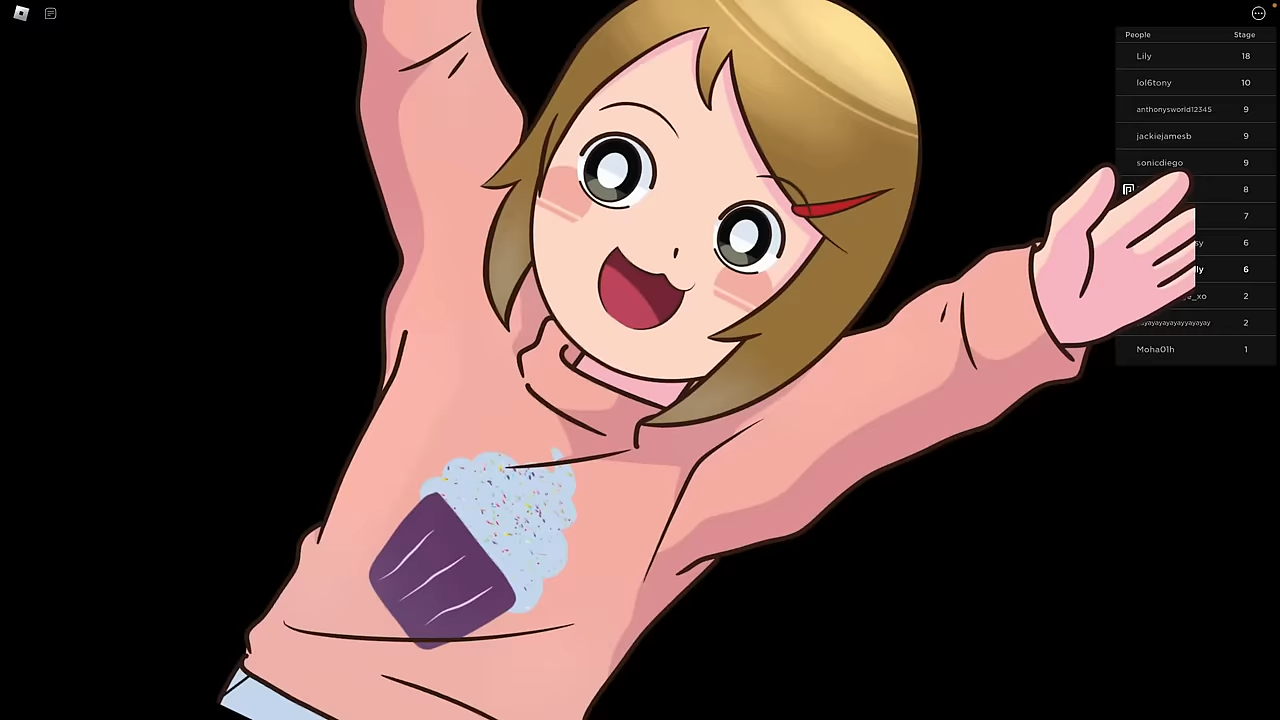 People Stage
Lily 18
lol6tony 10
anthonysworld12345 9
jackiejamesb 9
sonicdiego 9
8
7
6
6
2
2
Moha01h 1